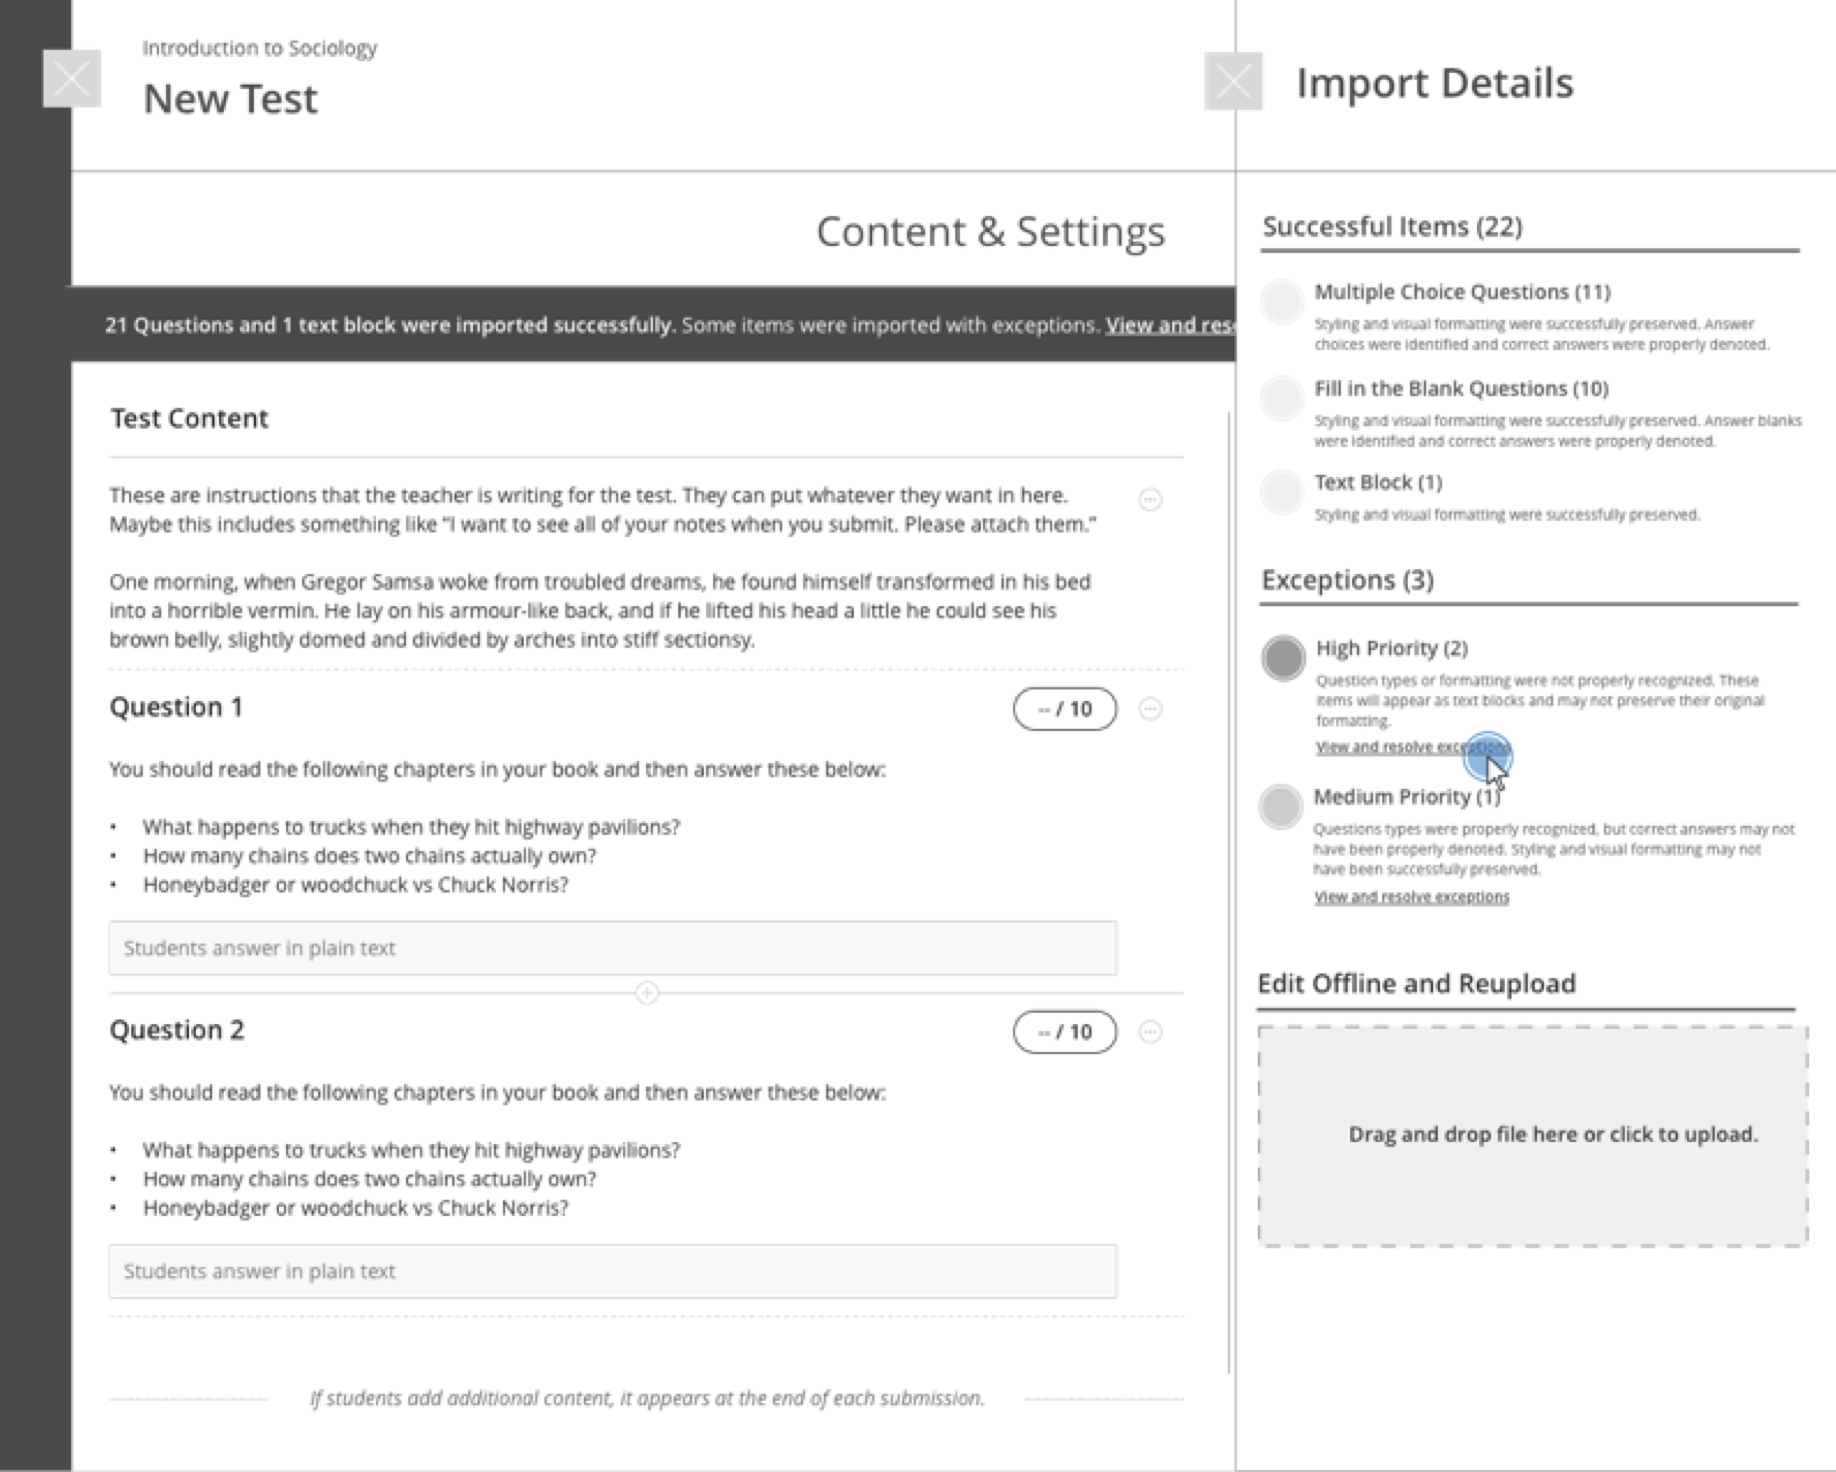 Introduction to Sociology
New Test
Content & Settings
21 Questions and 1 text block were imported successfully. Some items were imported with exceptions. View and res
Test Content
These are instructions that the teacher is writing for the test. They can put whatever they want in here.
Maybe this includes something like “I want to see all of your notes when you submit. Please attach them.”
One morning, when Gregor Samsa woke from troubled dreams, he found himself transformed in his bed
into a horrible vermin. He lay on his armour-like back, and if he lifted his head a little he could see his
brown belly, slightly domed and divided by arches into stiff sectionsy.
Question 1
-- / 10
You should read the following chapters in your book and then answer these below:
• What happens to trucks when they hit highway pavilions?
• How many chains does two chains actually own?
• Honeybadger or woodchuck vs Chuck Norris?
Students answer in plain text
Question 2
-- / 10
You should read the following chapters in your book and then answer these below:
• What happens to trucks when they hit highway pavilions?
• How many chains does two chains actually own?
• Honeybadger or woodchuck vs Chuck Norris?
Students answer in plain text
If students add additional content, it appears at the end of each submission.
Import Details
Successful Items (22)
Multiple Choice Questions (11)
Styling and visual formatting were successfully preserved. Answer
choices were identified and correct answers were properly denoted.
Fill in the Blank Questions (10)
Styling and visual formatting were successfully preserved. Answer blanks
were identified and correct answers were properly denoted.
Text Block (1)
Styling and visual formatting were successfully preserved.
Exceptions (3)
High Priority (2)
Question types or formatting were not properly recognized. These
items will appear as text blocks and may not preserve their original
formatting.
View and resolve exceptions
Medium Priority (1)
Questions types were properly recognized, but correct answers may not
have been properly denoted. Styling and visual formatting may not
have been successfully preserved.
View and resolve exceptions
Edit Offline and Reupload
Drag and drop file here or click to upload.